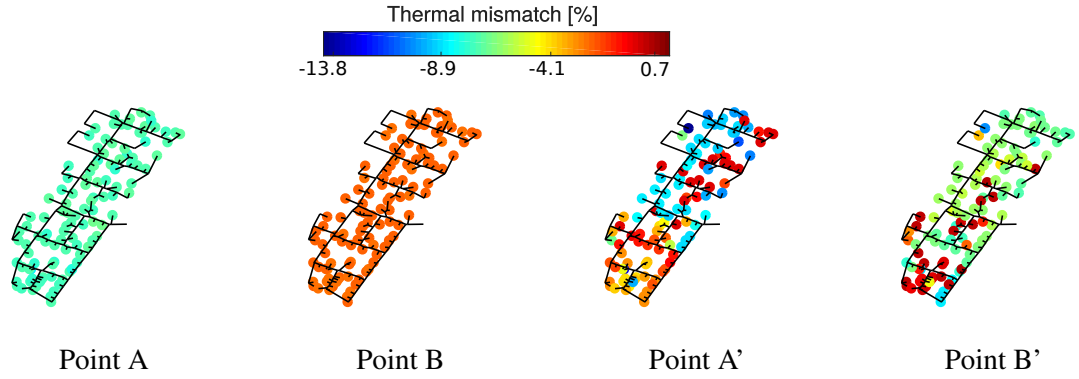 Thermal mismatch [%]
-13.8 -8.9 -4.1 0.7
Point A Point B Point A’ Point B’